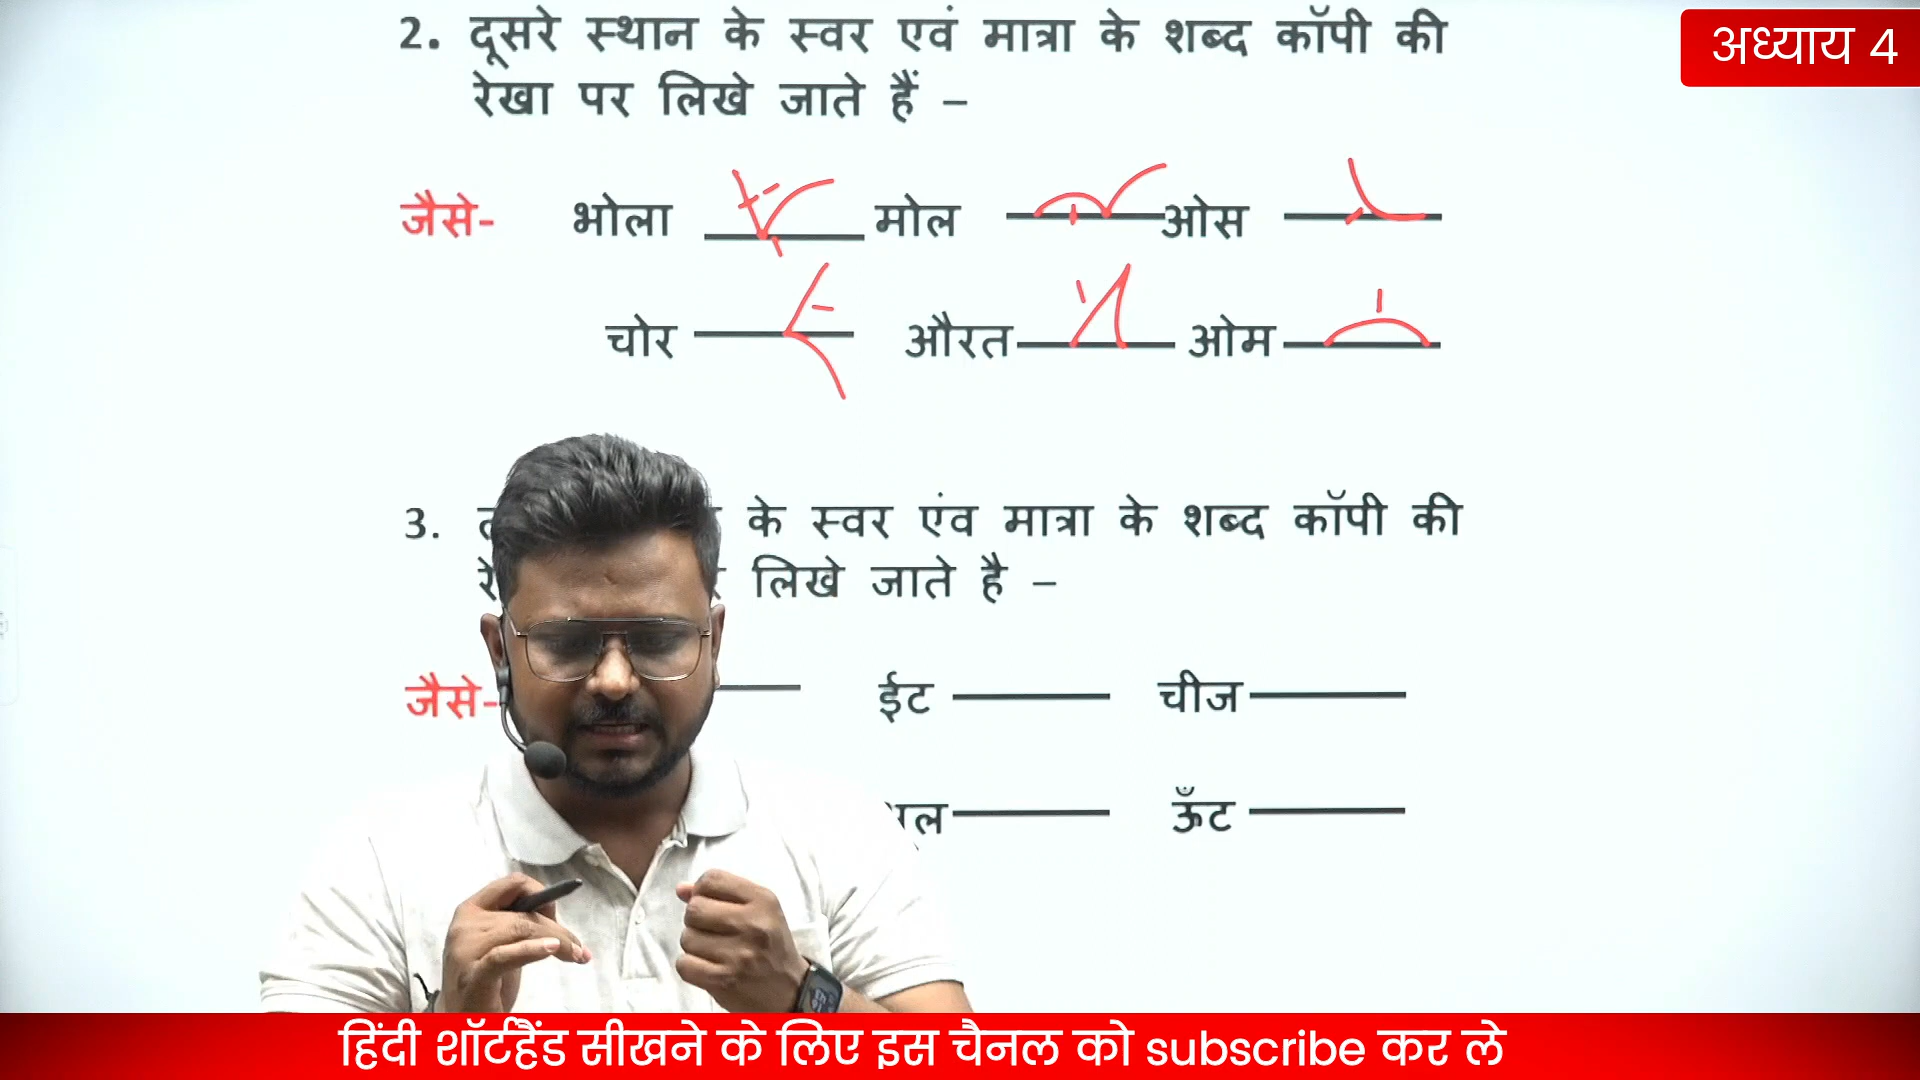 अध्याय 4
2. दूसरे स्थान के स्वर एवं मात्रा के शब्द कॉपी की
रेखा पर लिखे जाते हैं –
जैसे- भोला मोल ओस
चोर औरत ओम
3. के स्वर एंव मात्रा के शब्द कॉपी की
लिखे जाते है –
जैसे- ईट चीज
ऊँट
हिंदी शॉर्टहैंड सीखने के लिए इस चैनल को subscribe कर ले